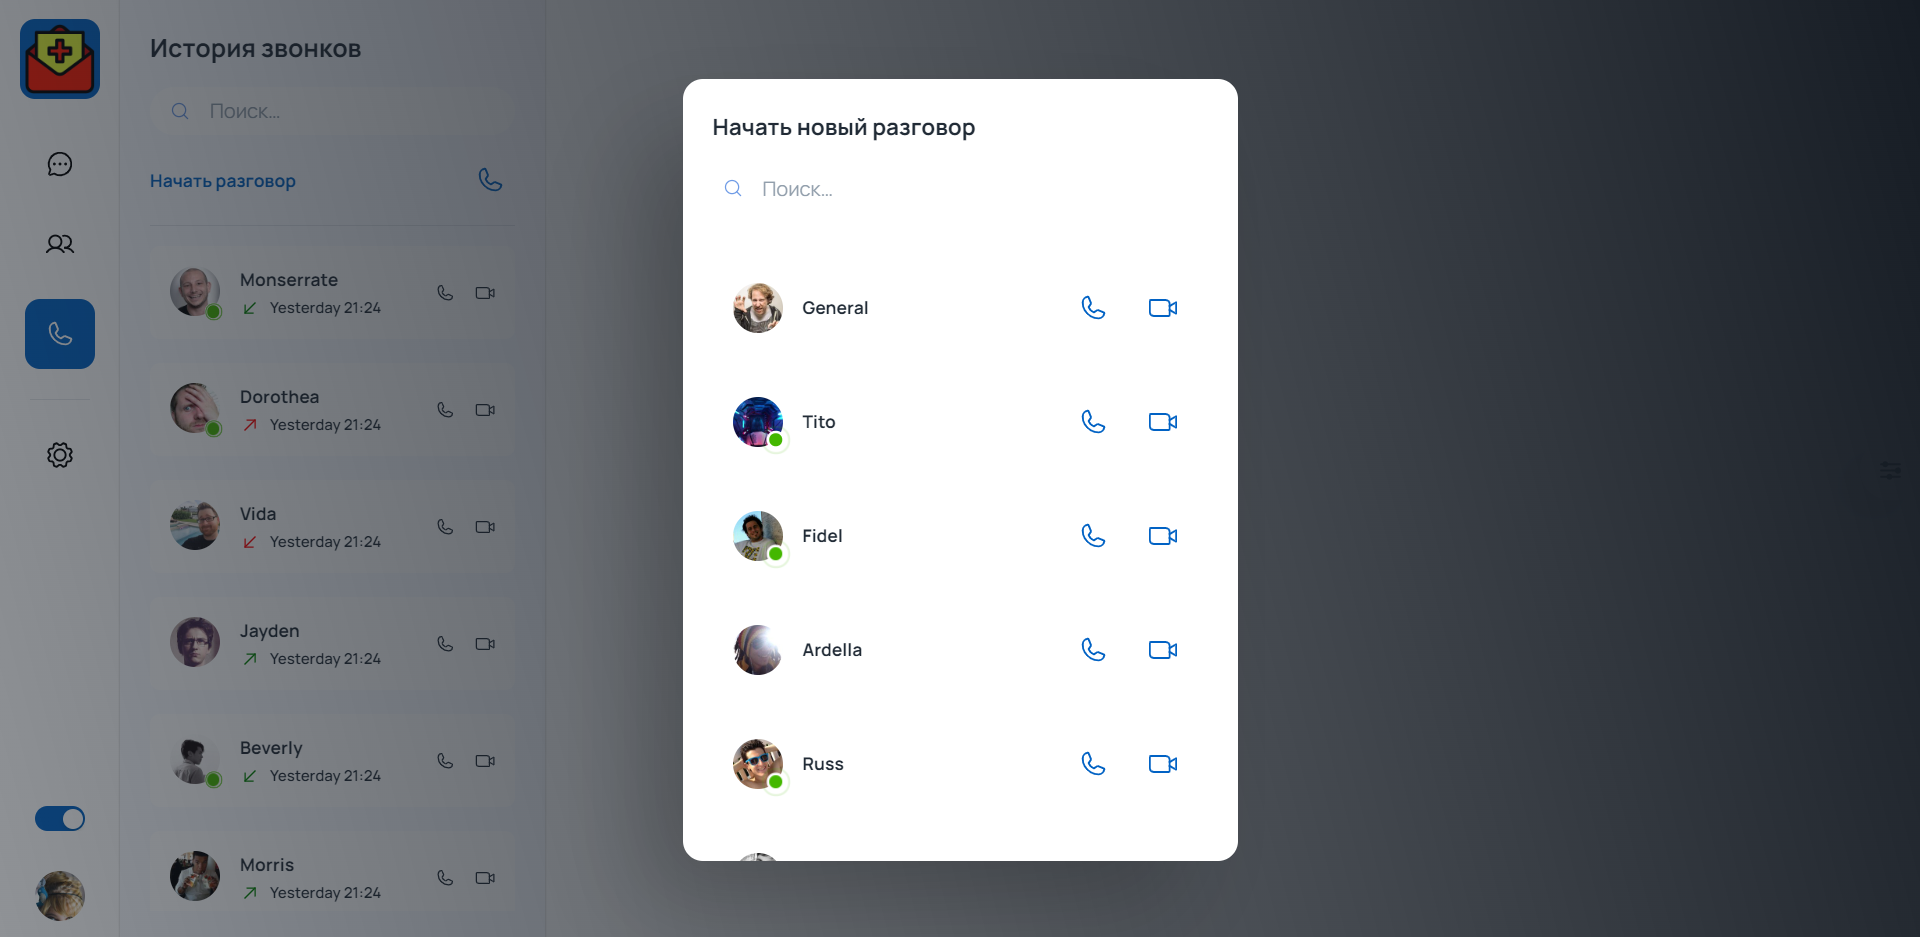 История звонков
Поиск...
Начать разговор
Monserrate
Yesterday 21:24
Dorothea
Yesterday 21:24
Vida
Yesterday 21:24
Jayden
Yesterday 21:24
Beverly
Yesterday 21:24
Morris
Yesterday 21:24
Начать новый разговор
Поиск...
General
Tito
Fidel
Ardella
Russ